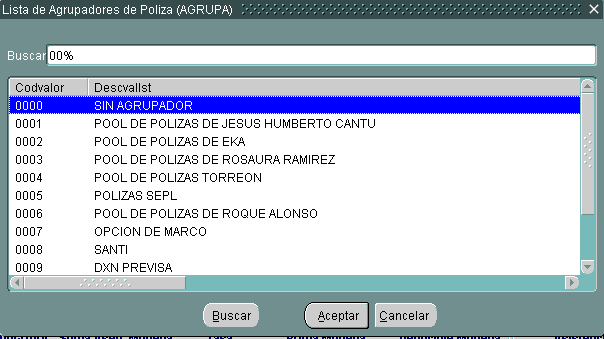 Lista de Agrupadores de Poliza (AGRUPA)
Buscar 00%
Codvalor Descvallst
0000 SIN AGRUPADOR
0001 POOL DE POLIZAS DE JESUS HUMBERTO CANTU
0002 POOL DE POLIZAS DE EKA
0003 POOL DE POLIZAS DE ROSAURA RAMIREZ
0004 POOL DE POLIZAS TORREON
0005 POLIZAS SEPL
0006 POOL DE POLIZAS DE ROQUE ALONSO
0007 OPCION DE MARCO
0008 SANTI
0009 DXN PREVISA
Buscar Aceptar Cancelar